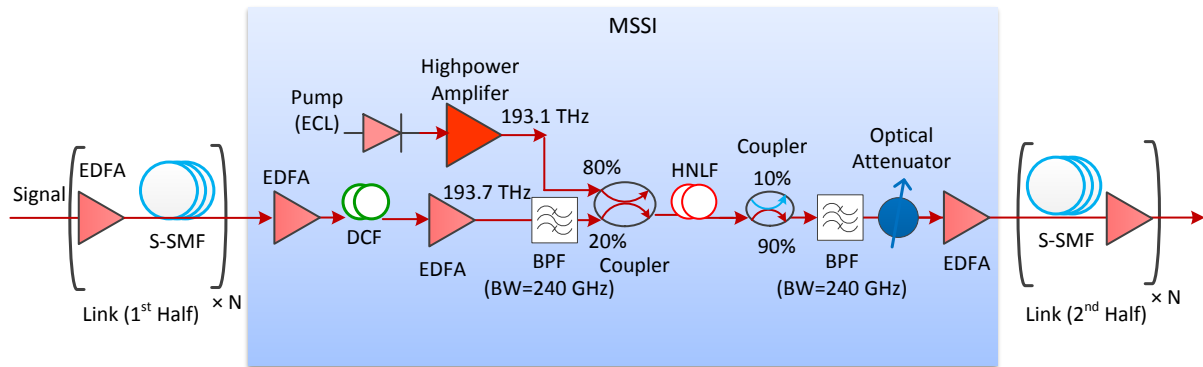 MSSI
Highpower
Amplifer
Pump
(ECL)
193.1 THz
EDFA
Signal
S-SMF
× N
Link (1st Half)
EDFA
DCF
193.7 THz
EDFA
BPF
(BW=240 GHz)
80%
20%
Coupler
HNLF
Coupler
10%
90%
BPF
(BW=240 GHz)
Optical
Attenuator
EDFA
S-SMF
× N
Link (2nd Half)